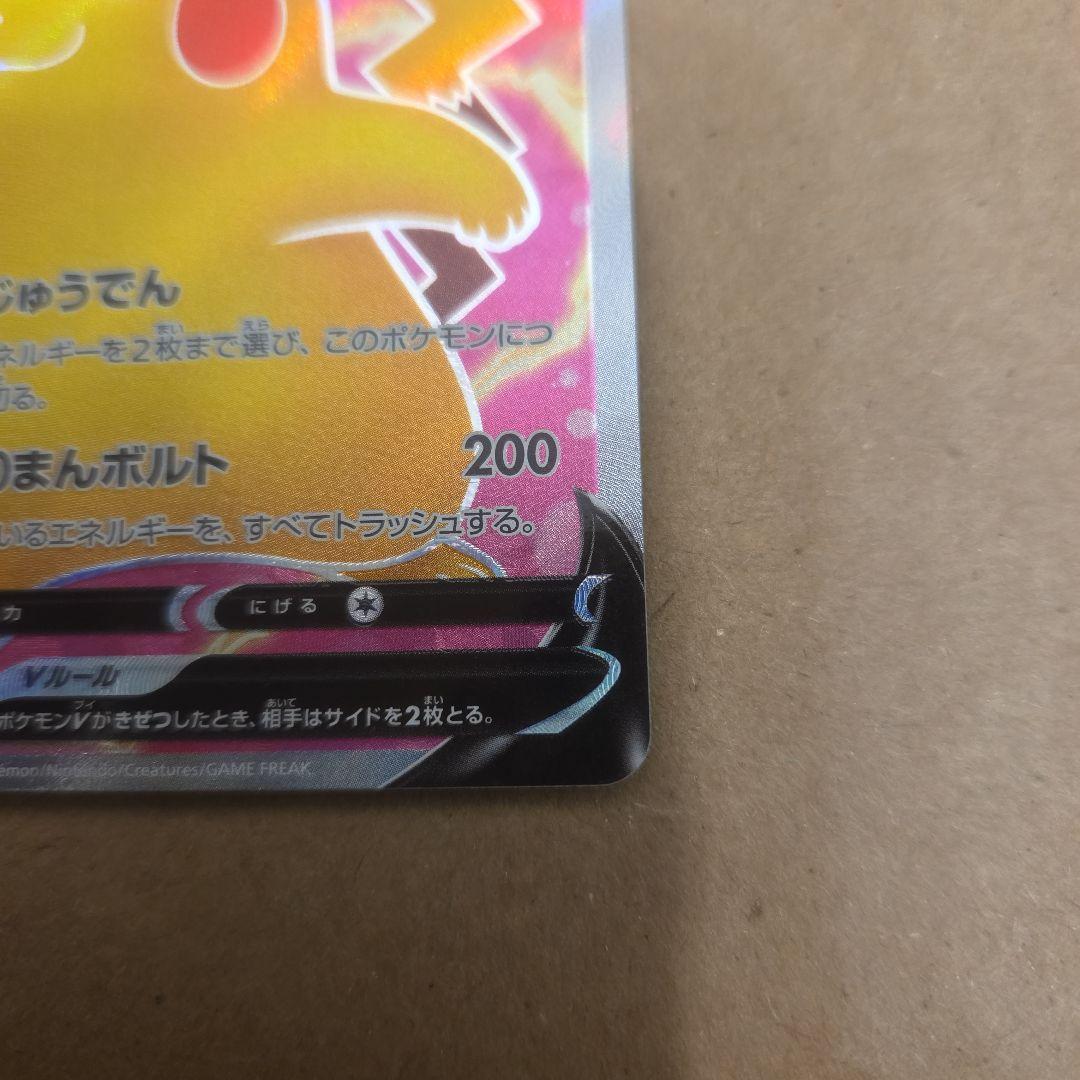 じゅうでん
ネルギーを2枚まで選び、このポケモンにつ
切る。
まんボルト 200
いるエネルギーを、すべてトラッシュする。
力 にげる
Vルール
ポケモンVがきぜつしたとき、相手はサイドを2枚とる。
émon/Nintendo/Creatures/GAME FREAK.